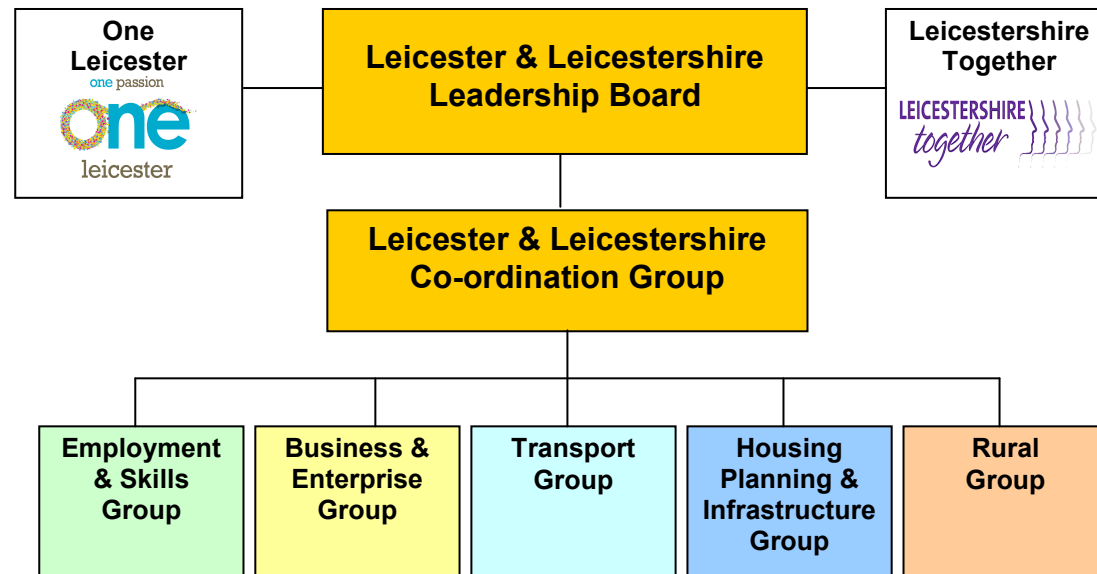 One
Leicester
one passion
one
leicester
Leicester & Leicestershire
Leadership Board
Leicestershire
Together
LEICESTERSHIRE
together
Leicester & Leicestershire
Co-ordination Group
Employment
& Skills
Group
Business &
Enterprise
Group
Transport
Group
Housing
Planning &
Infrastructure
Group
Rural
Group